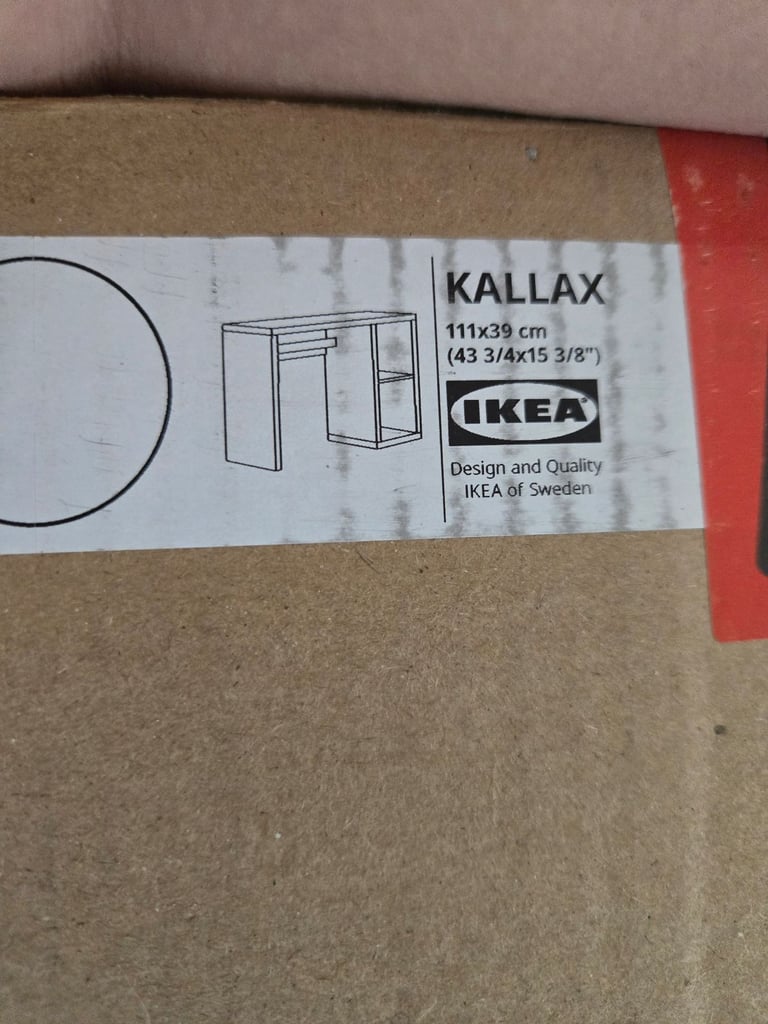 KALLAX
111x39 cm
(43 3/4x15 3/8")
IKEA®
Design and Quality
IKEA of Sweden